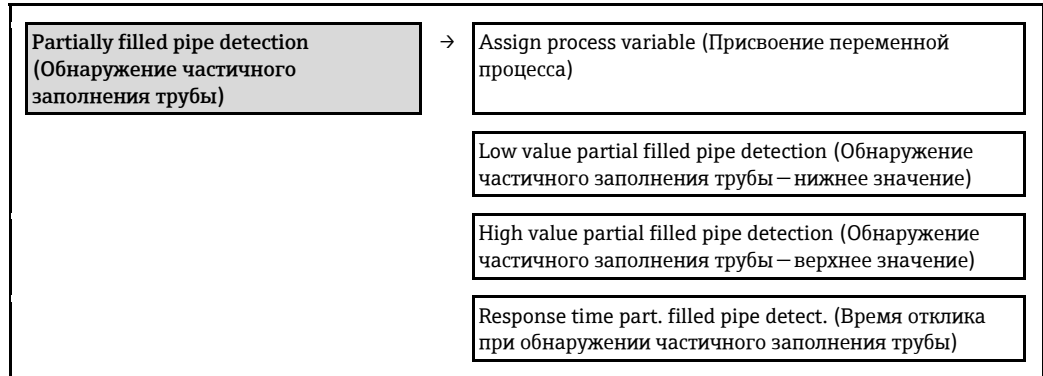 Partially filled pipe detection
(Обнаружение частичного
заполнения трубы)
→
Assign process variable (Присвоение переменной
процесса)
Low value partial filled pipe detection (Обнаружение
частичного заполнения трубы — нижнее значение)
High value partial filled pipe detection (Обнаружение
частичного заполнения трубы — верхнее значение)
Response time part. filled pipe detect. (Время отклика
при обнаружении частичного заполнения трубы)